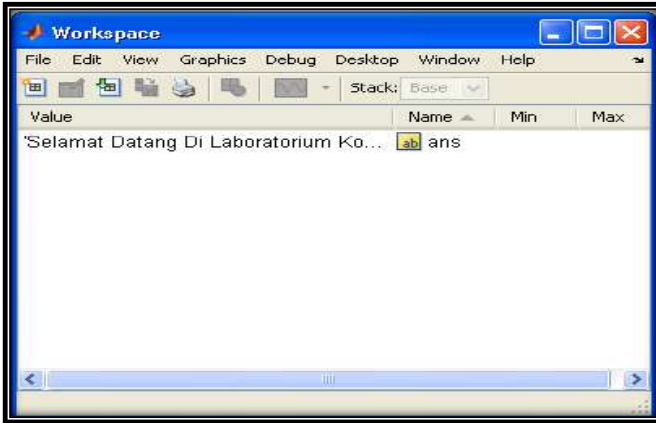 Workspace
File Edit View Graphics Debug Desktop Window Help
Stack: Base
Value Name Min Max
'Selamat Datang Di Laboratorium Ko... ab ans